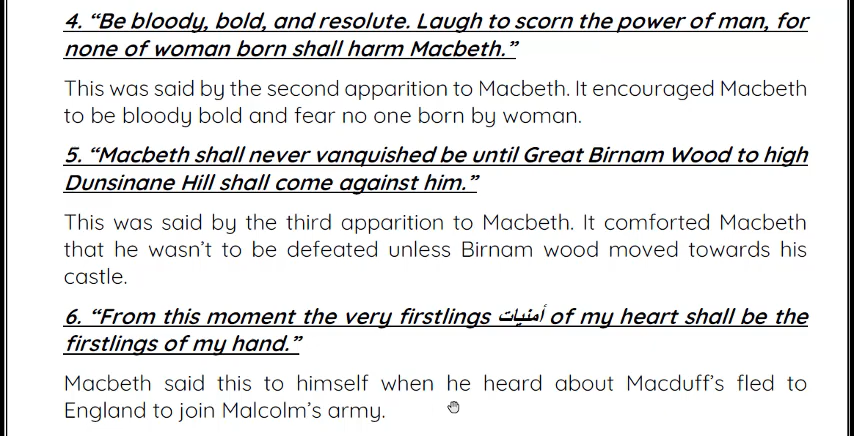 4. “Be bloody, bold, and resolute. Laugh to scorn the power of man, for
none of woman born shall harm Macbeth.”
This was said by the second apparition to Macbeth. It encouraged Macbeth
to be bloody bold and fear no one born by woman.
5. “Macbeth shall never vanquished be until Great Birnam Wood to high
Dunsinane Hill shall come against him.”
This was said by the third apparition to Macbeth. It comforted Macbeth
that he wasn’t to be defeated unless Birnam wood moved towards his
castle.
6. “From this moment the very firstlings أمنيات of my heart shall be the
firstlings of my hand.”
Macbeth said this to himself when he heard about Macduff’s fled to
England to join Malcolm’s army.